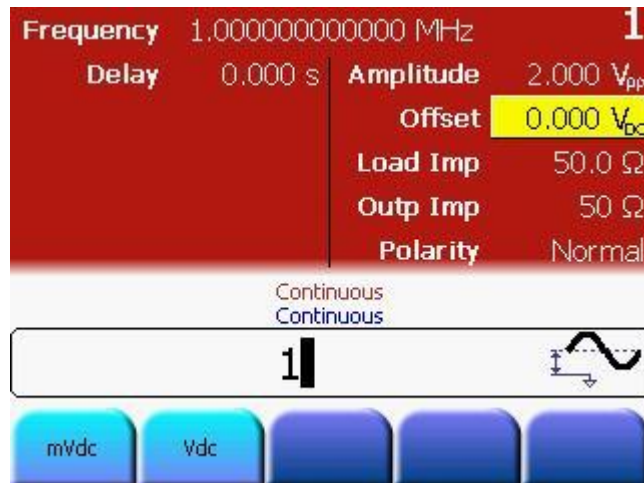 Frequency 1.000000000000 MHz 1
Delay 0.000 s Amplitude 2.000 Vpp
Offset 0.000 VDC
Load Imp 50.0 Ω
Outp Imp 50 Ω
Polarity Normal
Continuous
Continuous
1
mVdc Vdc